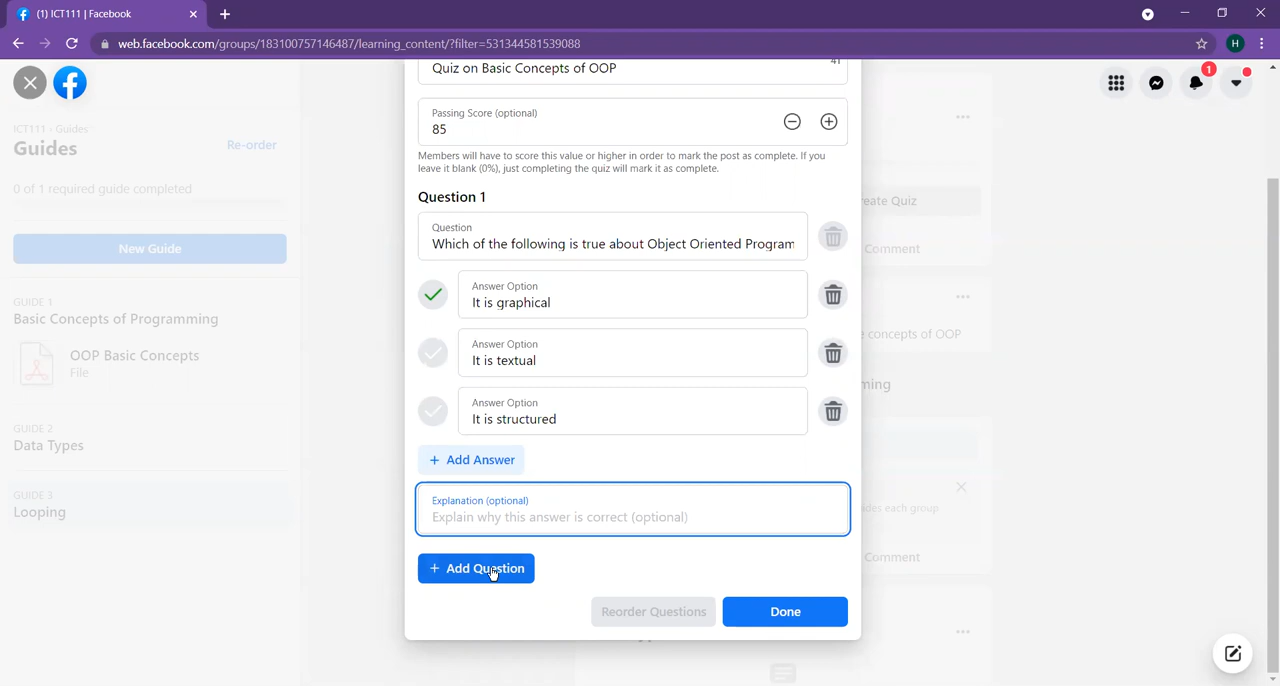 (1) ICT111 | Facebook
web.facebook.com/groups/183100757146487/learning_content/?filter=531344581539088
H
1
ICT111 › Guides
Guides
Re-order
0 of 1 required guide completed
New Guide
GUIDE 1
Basic Concepts of Programming
OOP Basic Concepts
File
GUIDE 2
Data Types
GUIDE 3
Looping
Quiz on Basic Concepts of OOP
41
Passing Score (optional)
85
Members will have to score this value or higher in order to mark the post as complete. If you
leave it blank (0%), just completing the quiz will mark it as complete.
Question 1
Question
Which of the following is true about Object Oriented Program
Answer Option
It is graphical
Answer Option
It is textual
Answer Option
It is structured
+ Add Answer
Explanation (optional)
Explain why this answer is correct (optional)
+ Add Question
Reorder Questions
Done
reate Quiz
Comment
concepts of OOP
ming
ides each group
Comment